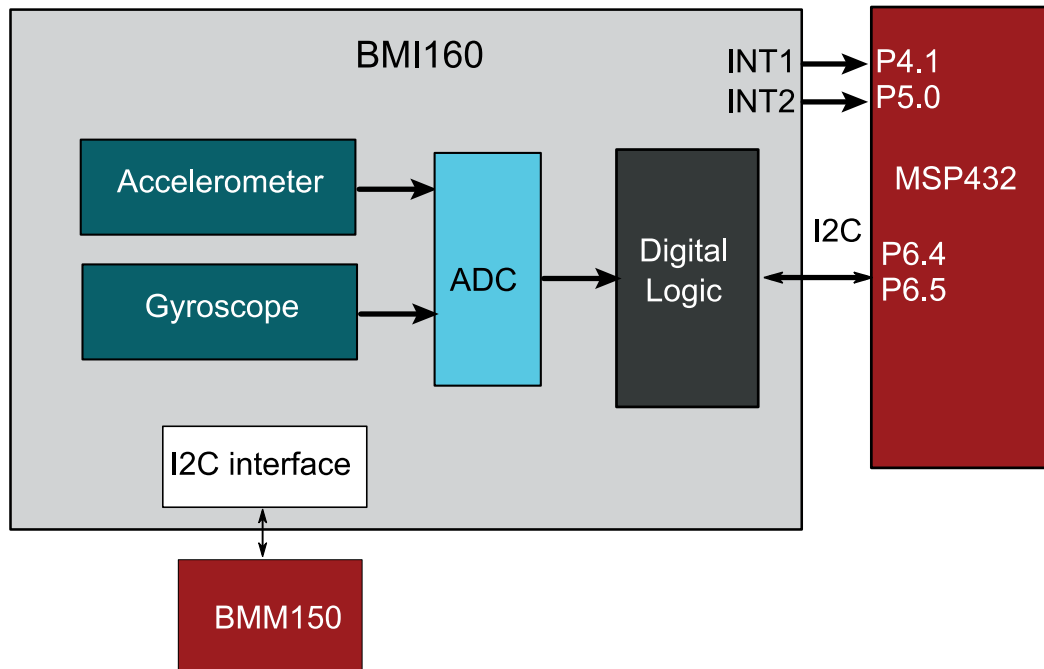 BMI160
INT1
INT2
P4.1
P5.0
MSP432
Accelerometer
Gyroscope
ADC
Digital
Logic
I2C
P6.4
P6.5
I2C interface
BMM150